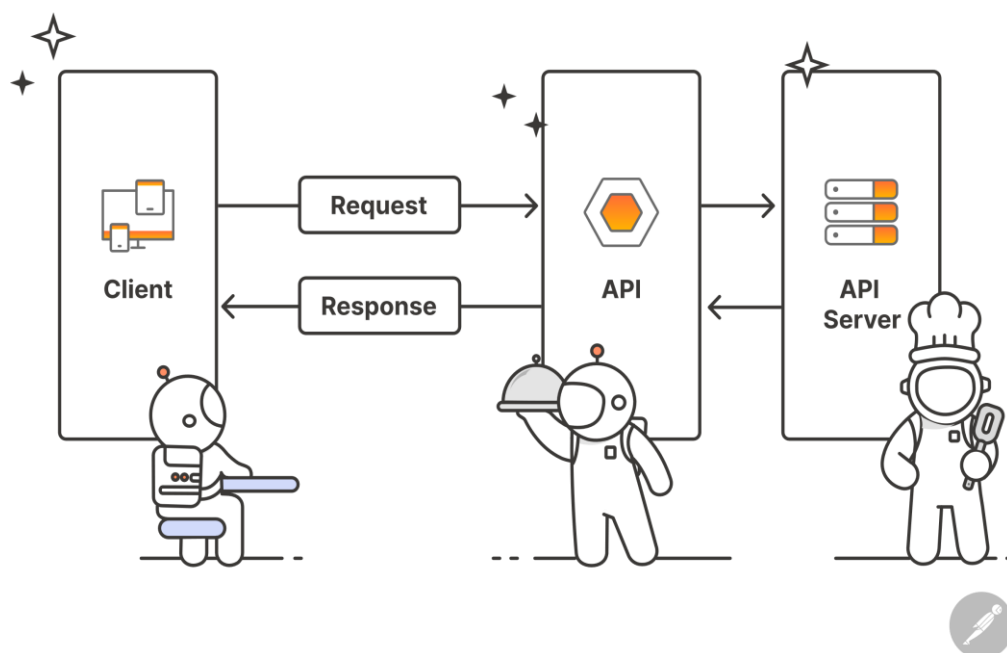 Request
Response
Client
API
API
Server